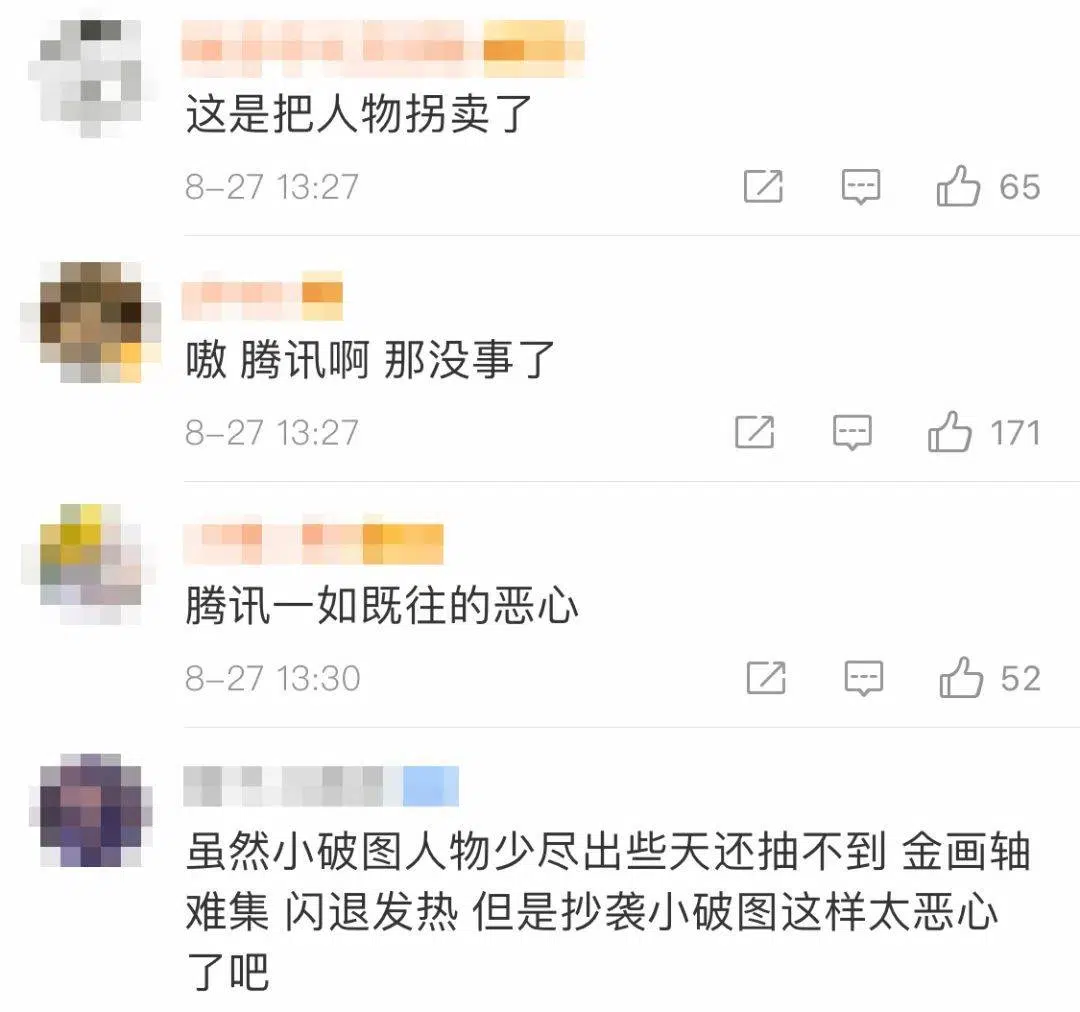 这是把人物拐卖了
8-27 13:27
65
嗷 腾讯啊 那没事了
8-27 13:27
171
腾讯一如既往的恶心
8-27 13:30
52
虽然小破图人物少尽出些天还抽不到 金画轴
难集 闪退发热 但是抄袭小破图这样太恶心
了吧